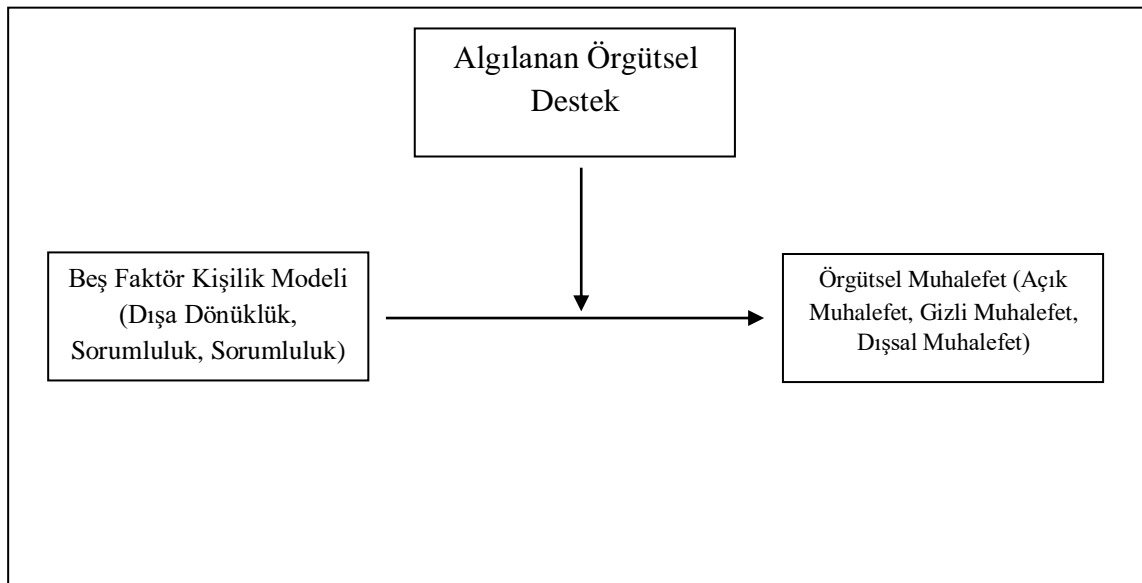 Algılanan Örgütsel
Destek
Beş Faktör Kişilik Modeli
(Dışa Dönüklük,
Sorumluluk, Sorumluluk)
Örgütsel Muhalefet (Açık
Muhalefet, Gizli Muhalefet,
Dışsal Muhalefet)